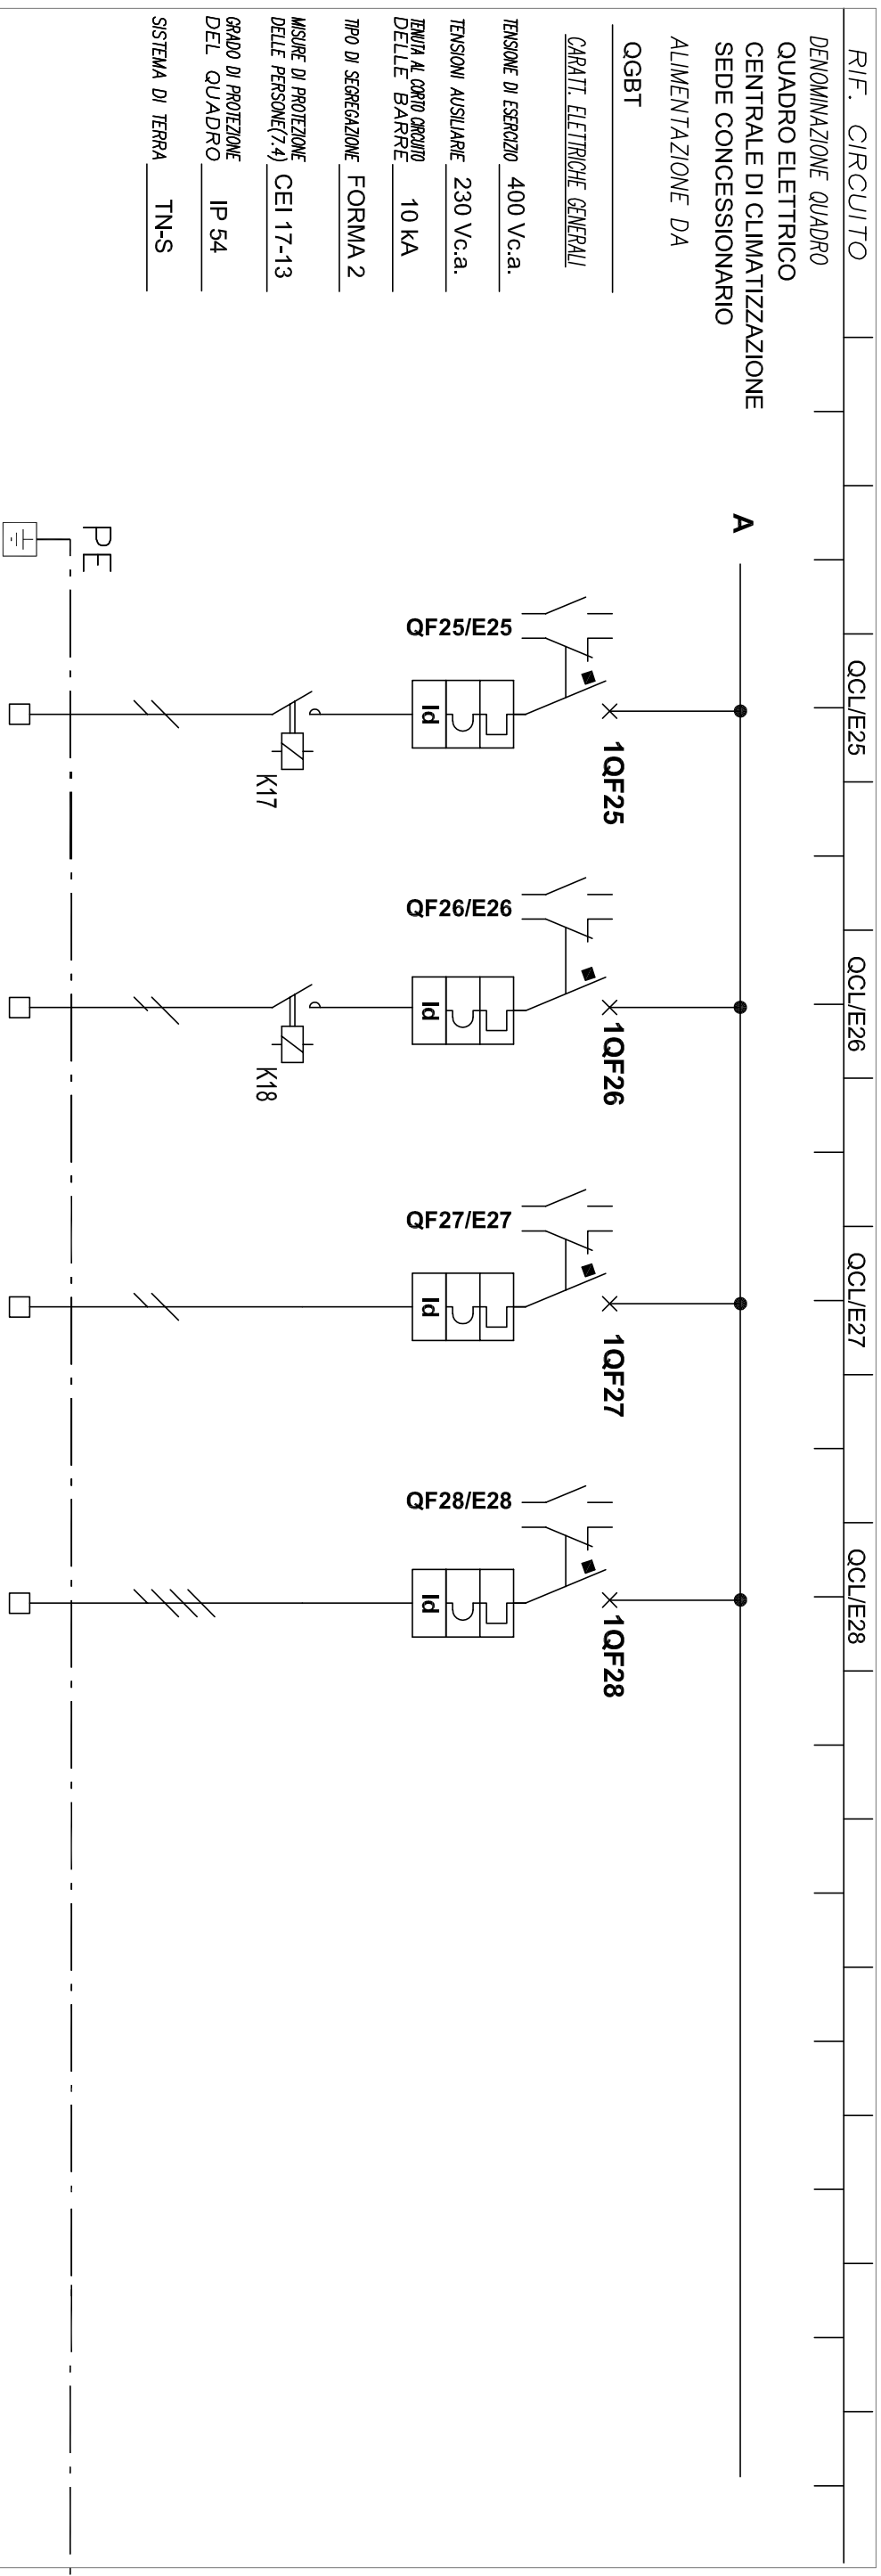 RIF. CIRCUITO
QCL/E25
QCL/E26
QCL/E27
QCL/E28
DENOMINAZIONE QUADRO
QUADRO ELETTRICO
CENTRALE DI CLIMATIZZAZIONE
SEDE CONCESSIONARIO
ALIMENTAZIONE DA
QGBT
CARATT. ELETTRICHE GENERALI
TENSIONE DI ESERCIZIO 400 Vc.a.
TENSIONI AUSILIARIE 230 Vc.a.
TENUTA AL CORTO CIRCUITO
DELLE BARRE 10 kA
TIPO DI SEGREGAZIONE FORMA 2
MISURE DI PROTEZIONE
DELLE PERSONE(7.4) CEI 17-13
GRADO DI PROTEZIONE
DEL QUADRO IP 54
SISTEMA DI TERRA TN-S
A
1QF25
QF25/E25
Id
K17
1QF26
QF26/E26
Id
K18
1QF27
QF27/E27
Id
1QF28
QF28/E28
Id
PE